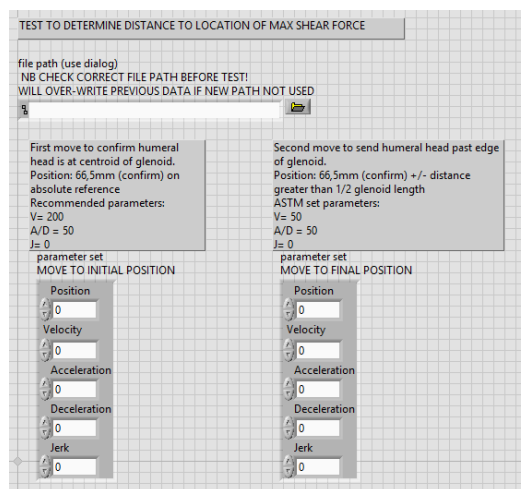 TEST TO DETERMINE DISTANCE TO LOCATION OF MAX SHEAR FORCE
file path (use dialog)
NB CHECK CORRECT FILE PATH BEFORE TEST!
WILL OVER-WRITE PREVIOUS DATA IF NEW PATH NOT USED
First move to confirm humeral
head is at centroid of glenoid.
Position: 66,5mm (confirm) on
absolute reference
Recommended parameters:
V= 200
A/D = 50
J= 0
parameter set
MOVE TO INITIAL POSITION
Position
0
Velocity
0
Acceleration
0
Deceleration
0
Jerk
0
Second move to send humeral head past edge
of glenoid.
Position: 66,5mm (confirm) +/- distance
greater than 1/2 glenoid length
ASTM set parameters:
V= 50
A/D = 50
J= 0
parameter set
MOVE TO FINAL POSITION
Position
0
Velocity
0
Acceleration
0
Deceleration
0
Jerk
0